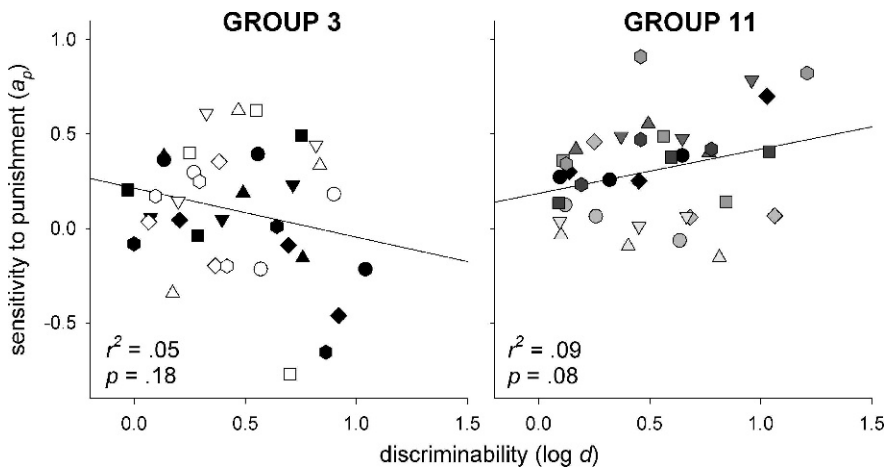 GROUP 3
GROUP 11
sensitivity to punishment (ap)
1.0
0.5
0.0
-0.5
r2 = .05
p = .18
r2 = .09
p = .08
0.0 0.5 1.0 1.5
0.0 0.5 1.0 1.5
discriminability (log d)